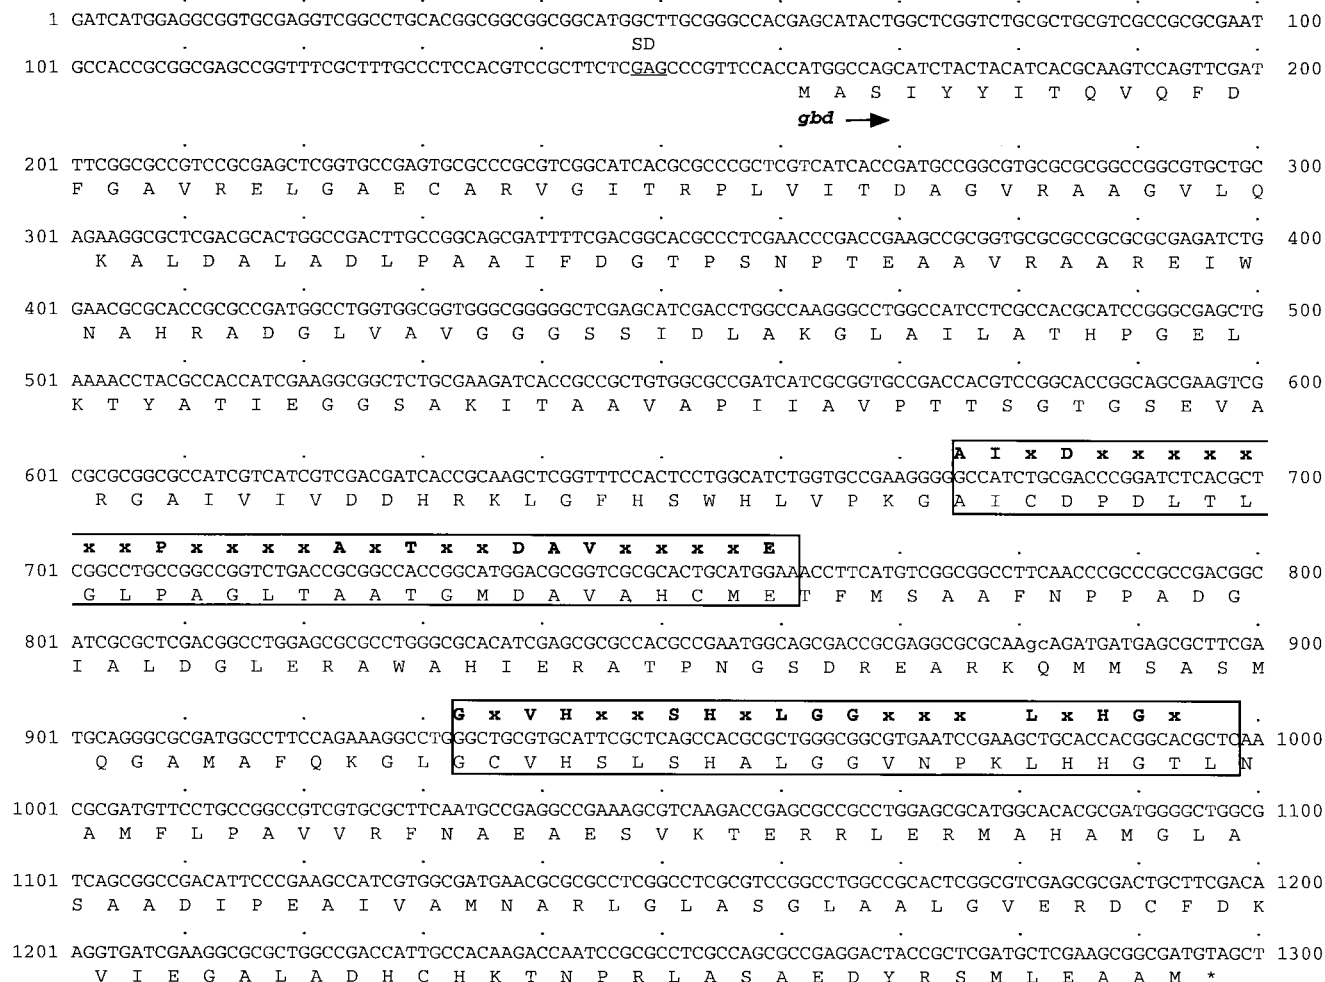 1 GATCATGGAGGCGGTGCGAGGTCGGCCTGCACGGCGGCGGCGGCATGGCTTGCGGGCCACGAGCATACTGGCTCGGTCTGCGCTGCGTCGCCGCGCGAAT 100
SD
101 GCCACCGCGGCGAGCCGGTTTCGCTTTGCCCTCCACGTCCGCTTCTCGAGCCCGTTCCACCATGGCCAGCATCTACTACATCACGCAAGTCCAGTTCGAT 200
M A S I Y Y I T Q V Q F D
gbd
201 TTCGGCGCCGTCCGCGAGCTCGGTGCCGAGTGCGCCCGCGTCGGCATCACGCGCCCGCTCGTCATCACCGATGCCGGCGTGCGCGCGGCCGGCGTGCTGC 300
F G A V R E L G A E C A R V G I T R P L V I T D A G V R A A G V L Q
301 AGAAGGCGCTCGACGCACTGGCCGACTTGCCGGCAGCGATTTTCGACGGCACGCCCTCGAACCCGACCGAAGCCGCGGTGCGCGCCGCGCGCGAGATCTG 400
K A L D A L A D L P A A I F D G T P S N P T E A A V R A A R E I W
401 GAACGCGCACCGCGCCGATGGCCTGGTGGCGGTGGGCGGGGGCTCGAGCATCGACCTGGCCAAGGGCCTGGCCATCCTCGCCACGCATCCGGGCGAGCTG 500
N A H R A D G L V A V G G G S S I D L A K G L A I L A T H P G E L
501 AAAACCTACGCCACCATCGAAGGCGGCTCTGCGAAGATCACCGCCGCTGTGGCGCCGATCATCGCGGTGCCGACCACGTCCGGCACCGGCAGCGAAGTCG 600
K T Y A T I E G G S A K I T A A V A P I I A V P T T S G T G S E V A
A I x D x x x x x
601 CGCGCGGCGCCATCGTCATCGTCGACGATCACCGCAAGCTCGGTTTCCACTCCTGGCATCTGGTGCCGAAGGGGGCCATCTGCGACCCGGATCTCACGCT 700
R G A I V I V D D H R K L G F H S W H L V P K G A I C D P D L T L
x x P x x x x A x T x x D A V x x x x E
701 CGGCCTGCCGGCCGGTCTGACCGCGGCCACCGGCATGGACGCGGTCGCGCACTGCATGGAAACCTTCATGTCGGCGGCCTTCAACCCGCCCGCCGACGGC 800
G L P A G L T A A T G M D A V A H C M E T F M S A A F N P P A D G
801 ATCGCGCTCGACGGCCTGGAGCGCGCCTGGGCGCACATCGAGCGCGCCACGCCGAATGGCAGCGACCGCGAGGCGCGCAAgcAGATGATGAGCGCTTCGA 900
I A L D G L E R A W A H I E R A T P N G S D R E A R K Q M M S A S M
G x V H x x S H x L G G x x x L x H G x
901 TGCAGGGCGCGATGGCCTTCCAGAAAGGCCTGGGCTGCGTGCATTCGCTCAGCCACGCGCTGGGCGGCGTGAATCCGAAGCTGCACCACGGCACGCTCAA 1000
Q G A M A F Q K G L G C V H S L S H A L G G V N P K L H H G T L N
1001 CGCGATGTTCCTGCCGGCCGTCGTGCGCTTCAATGCCGAGGCCGAAAGCGTCAAGACCGAGCGCCGCCTGGAGCGCATGGCACACGCGATGGGGCTGGCG 1100
A M F L P A V V R F N A E A E S V K T E R R L E R M A H A M G L A
1101 TCAGCGGCCGACATTCCCGAAGCCATCGTGGCGATGAACGCGCGCCTCGGCCTCGCGTCCGGCCTGGCCGCACTCGGCGTCGAGCGCGACTGCTTCGACA 1200
S A A D I P E A I V A M N A R L G L A S G L A A L G V E R D C F D K
1201 AGGTGATCGAAGGCGCGCTGGCCGACCATTGCCACAAGACCAATCCGCGCCTCGCCAGCGCCGAGGACTACCGCTCGATGCTCGAAGCGGCGATGTAGCT 1300
V I E G A L A D H C H K T N P R L A S A E D Y R S M L E A A M *